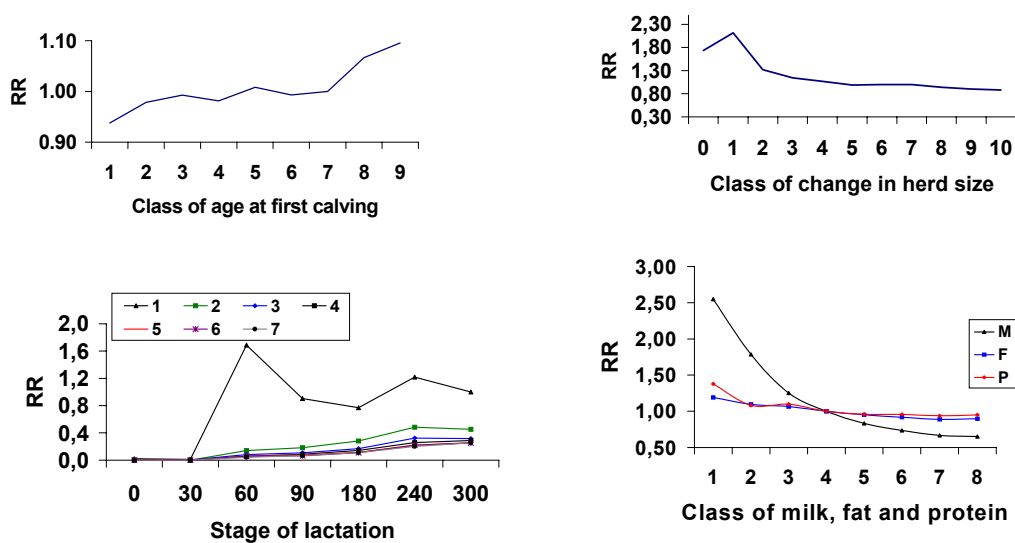 RR
1.10
1.00
0.90
1 2 3 4 5 6 7 8 9
Class of age at first calving
RR
2,30
1,80
1,30
0,80
0,30
0 1 2 3 4 5 6 7 8 9 10
Class of change in herd size
1 2 3 4
5 6 7
RR
2,0
1,6
1,2
0,8
0,4
0,0
0 30 60 90 180 240 300
Stage of lactation
RR
3,00
2,50
2,00
1,50
1,00
0,50
M
F
P
1 2 3 4 5 6 7 8
Class of milk, fat and protein